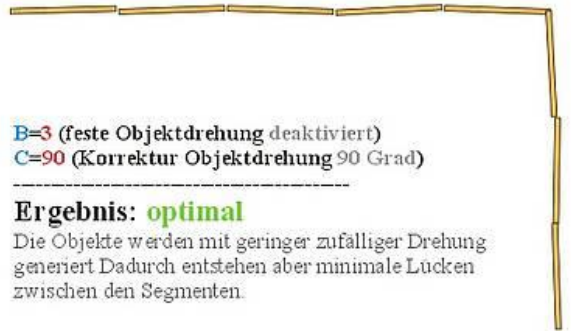 B=3 (feste Objektdrehung deaktiviert)
C=90 (Korrektur Objektdrehung 90 Grad)
--------------------------------------------
Ergebnis: optimal
Die Objekte werden mit geringer zufälliger Drehung
generiert Dadurch entstehen aber minimale Lücken
zwischen den Segmenten.